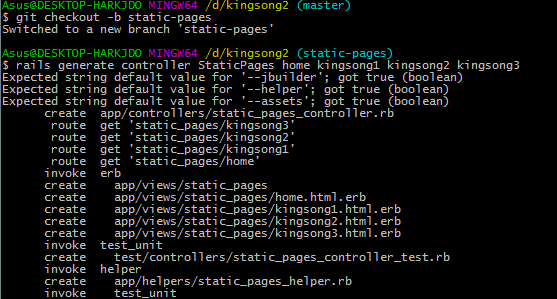 Asus@DESKTOP-HARKJDO MINGW64 /d/kingsong2 (master)
$ git checkout -b static-pages
Switched to a new branch 'static-pages'
Asus@DESKTOP-HARKJDO MINGW64 /d/kingsong2 (static-pages)
$ rails generate controller StaticPages home kingsong1 kingsong2 kingsong3
Expected string default value for '--jbuilder'; got true (boolean)
Expected string default value for '--helper'; got true (boolean)
Expected string default value for '--assets'; got true (boolean)
create app/controllers/static_pages_controller.rb
route get 'static_pages/kingsong3'
route get 'static_pages/kingsong2'
route get 'static_pages/kingsong1'
route get 'static_pages/home'
invoke erb
create app/views/static_pages
create app/views/static_pages/home.html.erb
create app/views/static_pages/kingsong1.html.erb
create app/views/static_pages/kingsong2.html.erb
create app/views/static_pages/kingsong3.html.erb
invoke test_unit
create test/controllers/static_pages_controller_test.rb
invoke helper
create app/helpers/static_pages_helper.rb
invoke test_unit